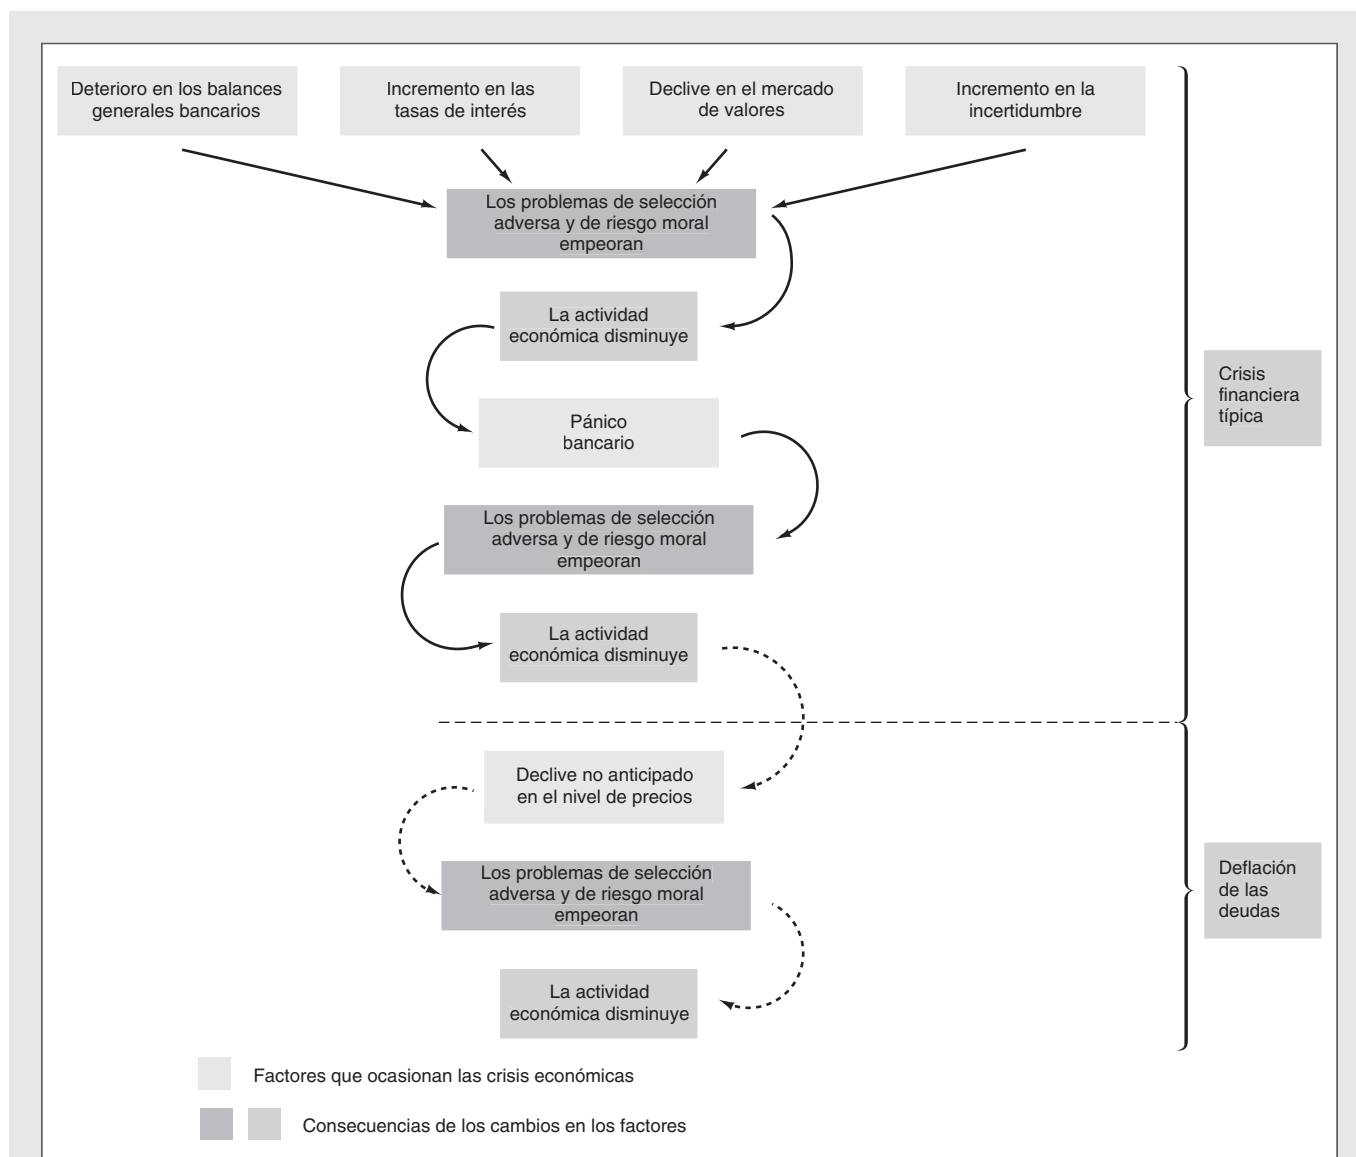 Deterioro en los balances
generales bancarios
Incremento en las
tasas de interés
Declive en el mercado
de valores
Incremento en la
incertidumbre
Los problemas de selección
adversa y de riesgo moral
empeoran
La actividad
económica disminuye
Pánico
bancario
Los problemas de selección
adversa y de riesgo moral
empeoran
La actividad
económica disminuye
Crisis
financiera
típica
Declive no anticipado
en el nivel de precios
Los problemas de selección
adversa y de riesgo moral
empeoran
La actividad
económica disminuye
Deflación
de las
deudas
Factores que ocasionan las crisis económicas
Consecuencias de los cambios en los factores